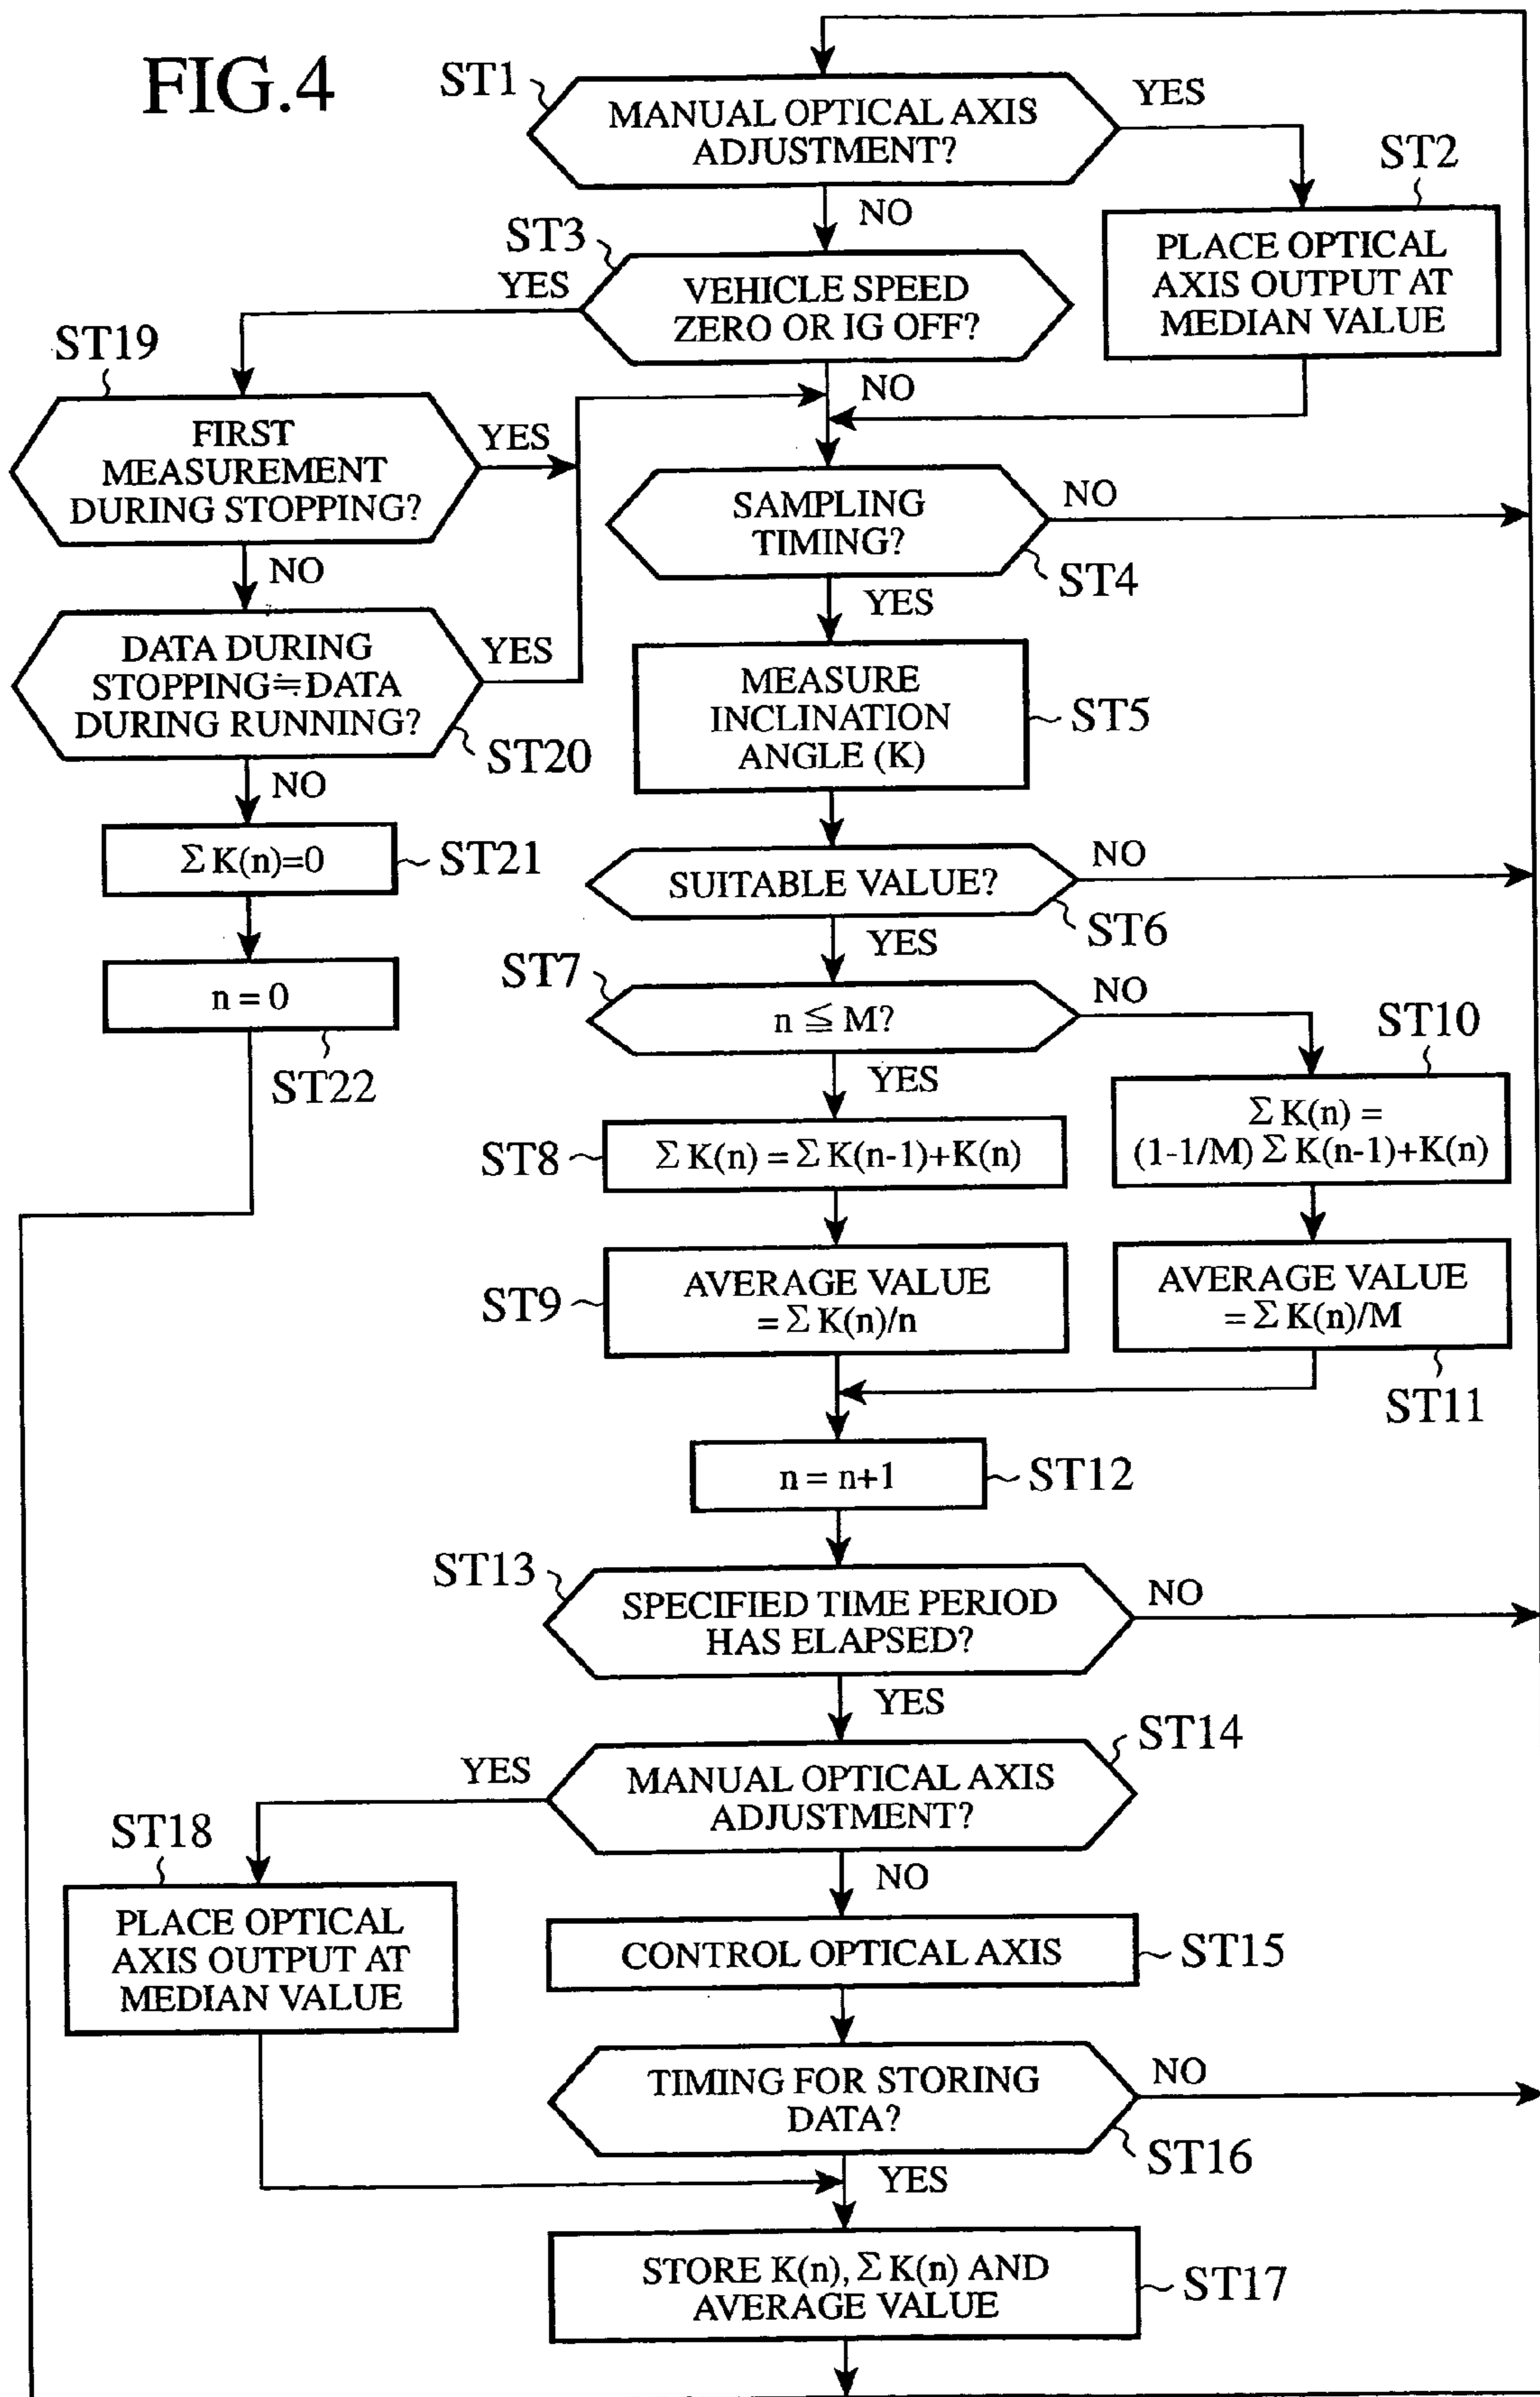 FIG.4
ST1
MANUAL OPTICAL AXIS
ADJUSTMENT?
YES
NO
ST2
PLACE OPTICAL
AXIS OUTPUT AT
MEDIAN VALUE
ST3
YES
VEHICLE SPEED
ZERO OR IG OFF?
NO
ST19
FIRST
MEASUREMENT
DURING STOPPING?
YES
NO
SAMPLING
TIMING?
NO
ST4
YES
DATA DURING
STOPPING≒DATA
DURING RUNNING?
YES
ST20
NO
MEASURE
INCLINATION
ANGLE (K)
ST5
ΣK(n)=0
ST21
SUITABLE VALUE?
NO
ST6
YES
n = 0
ST22
ST7
n ≦ M?
NO
YES
ST10
ΣK(n) =
(1-1/M) ΣK(n-1)+K(n)
ST8
ΣK(n) = ΣK(n-1)+K(n)
ST9
AVERAGE VALUE
= ΣK(n)/n
AVERAGE VALUE
= ΣK(n)/M
ST11
n = n+1
ST12
ST13
SPECIFIED TIME PERIOD
HAS ELAPSED?
NO
YES
ST14
YES
MANUAL OPTICAL AXIS
ADJUSTMENT?
NO
ST18
PLACE OPTICAL
AXIS OUTPUT AT
MEDIAN VALUE
CONTROL OPTICAL AXIS
ST15
TIMING FOR STORING
DATA?
NO
ST16
YES
STORE K(n), ΣK(n) AND
AVERAGE VALUE
ST17